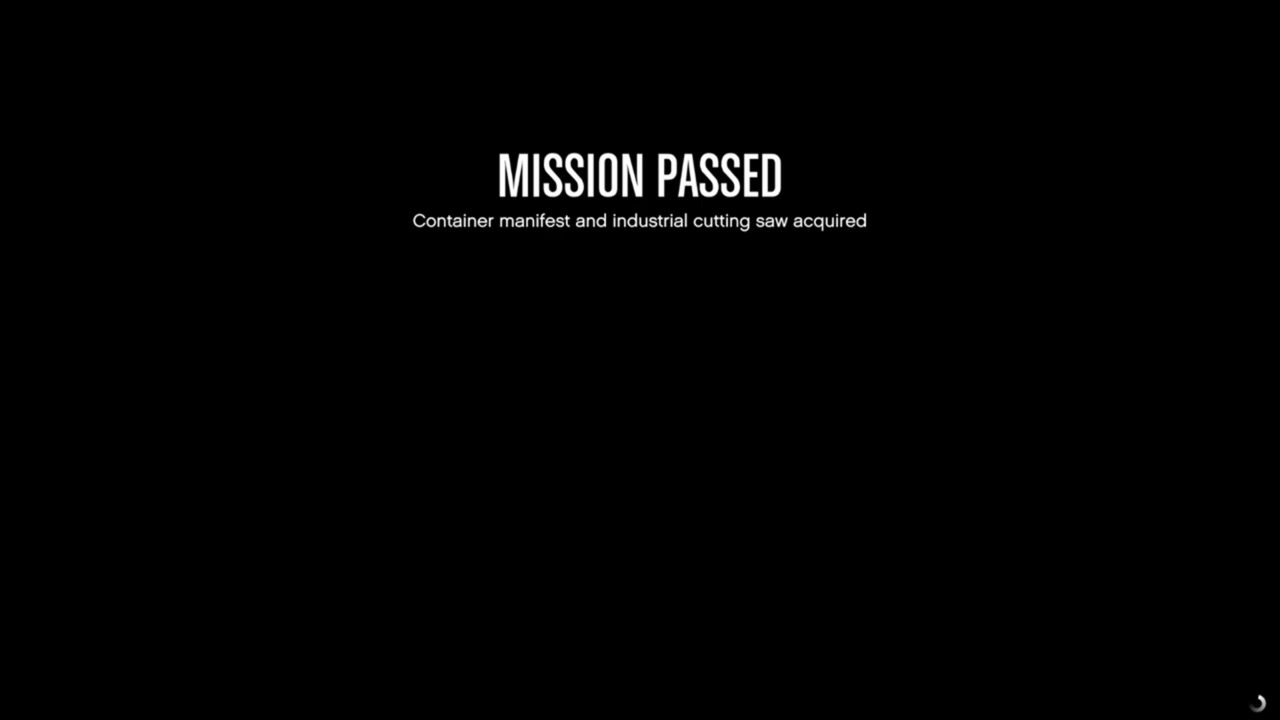 MISSION PASSED
Container manifest and industrial cutting saw acquired